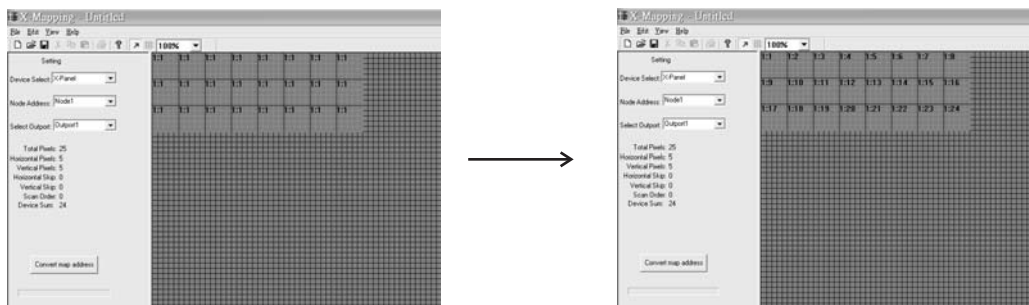 X-Mapping - Untitled
File Edit View Help
100%
Setting
Device Select: X-Panel
Node Address: Node1
Select Outport: Outport1
Total Pixels: 25
Horizontal Pixels: 5
Vertical Pixels: 5
Horizontal Skip: 0
Vertical Skip: 0
Scan Order: 0
Device Sum: 24
Convert map address
1:1 1:1 1:1 1:1 1:1 1:1 1:1 1:1
1:1 1:1 1:1 1:1 1:1 1:1 1:1 1:1
1:1 1:1 1:1 1:1 1:1 1:1 1:1 1:1
X-Mapping - Untitled
File Edit View Help
100%
Setting
Device Select: X-Panel
Node Address: Node1
Select Outport: Outport1
Total Pixels: 25
Horizontal Pixels: 5
Vertical Pixels: 5
Horizontal Skip: 0
Vertical Skip: 0
Scan Order: 0
Device Sum: 24
Convert map address
1:1 1:2 1:3 1:4 1:5 1:6 1:7 1:8
1:9 1:10 1:11 1:12 1:13 1:14 1:15 1:16
1:17 1:18 1:19 1:20 1:21 1:22 1:23 1:24